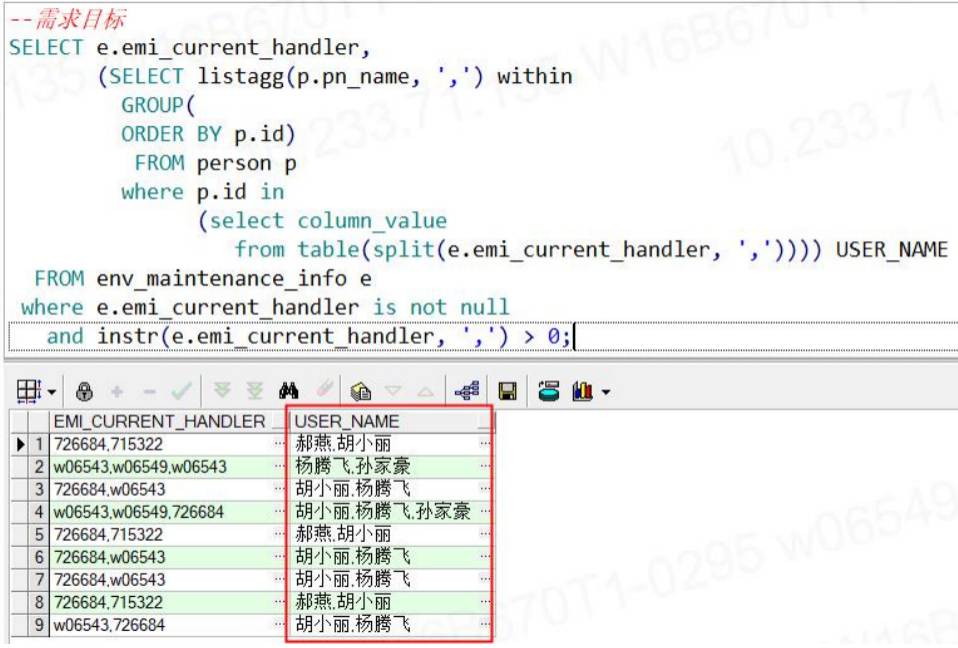 --需求目标
SELECT e.emi_current_handler,
(SELECT listagg(p.pn_name, ',') within
GROUP(
ORDER BY p.id)
FROM person p
where p.id in
(select column_value
from table(split(e.emi_current_handler, ',')))) USER_NAME
FROM env_maintenance_info e
where e.emi_current_handler is not null
and instr(e.emi_current_handler, ',') > 0;
EMI_CURRENT_HANDLER USER_NAME
1 726684,715322 郝燕,胡小丽
2 w06543,w06549,w06543 杨腾飞,孙家豪
3 726684,w06543 胡小丽,杨腾飞
4 w06543,w06549,726684 胡小丽,杨腾飞,孙家豪
5 726684,715322 郝燕,胡小丽
6 726684,w06543 胡小丽,杨腾飞
7 726684,w06543 胡小丽,杨腾飞
8 726684,715322 郝燕,胡小丽
9 w06543,726684 胡小丽,杨腾飞